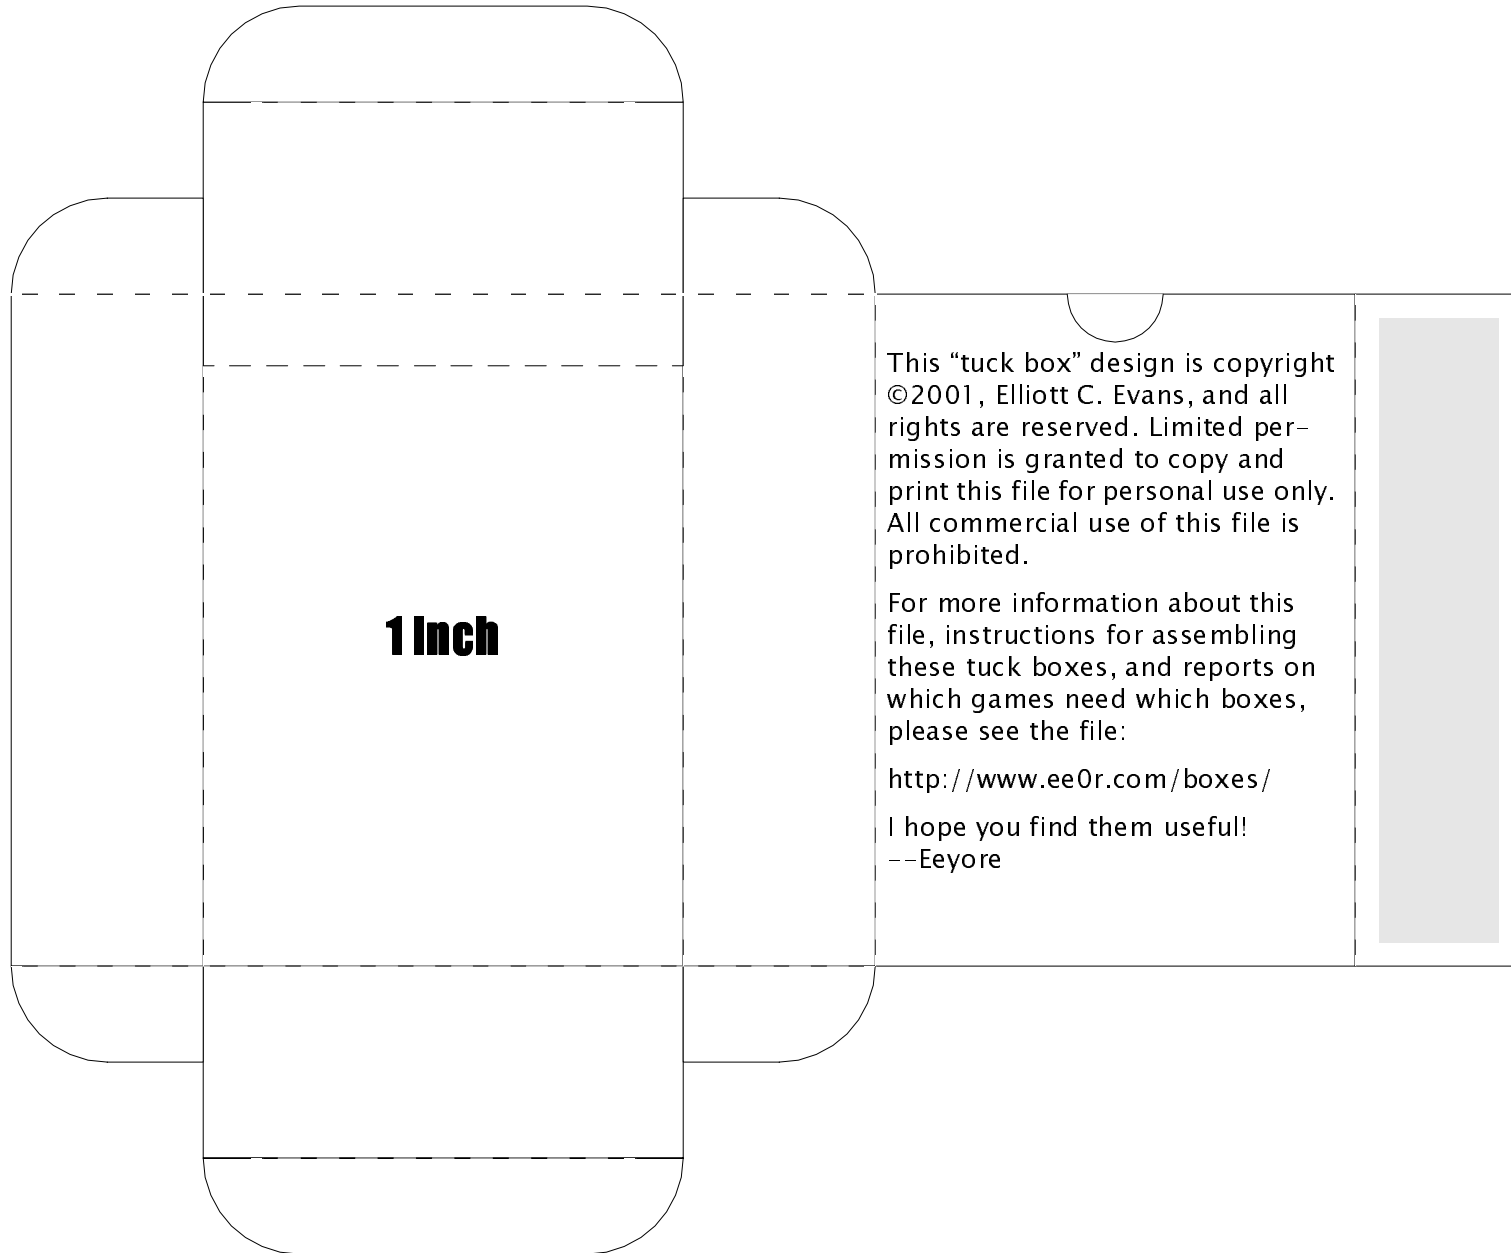 1 Inch
This “tuck box” design is copyright
©2001, Elliott C. Evans, and all
rights are reserved. Limited per-
mission is granted to copy and
print this file for personal use only.
All commercial use of this file is
prohibited.
For more information about this
file, instructions for assembling
these tuck boxes, and reports on
which games need which boxes,
please see the file:
http://www.ee0r.com/boxes/
I hope you find them useful!
--Eeyore